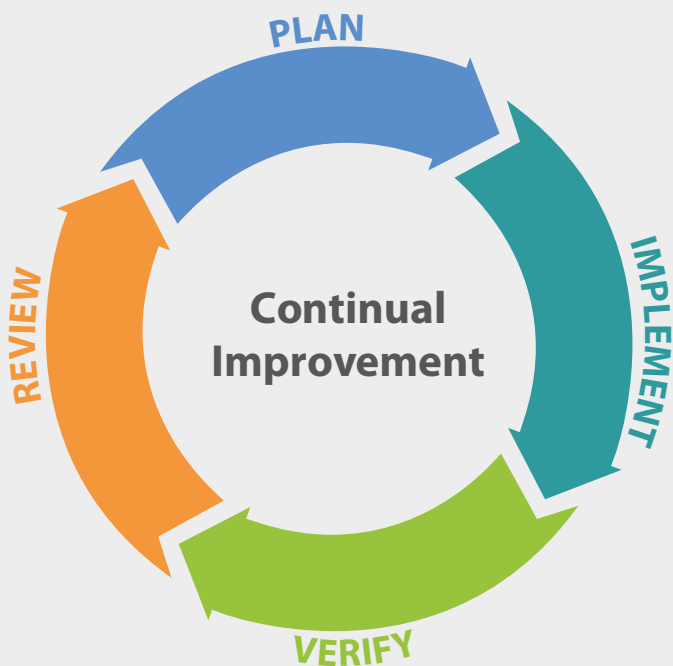 PLAN
IMPLEMENT
VERIFY
REVIEW
Continual
Improvement